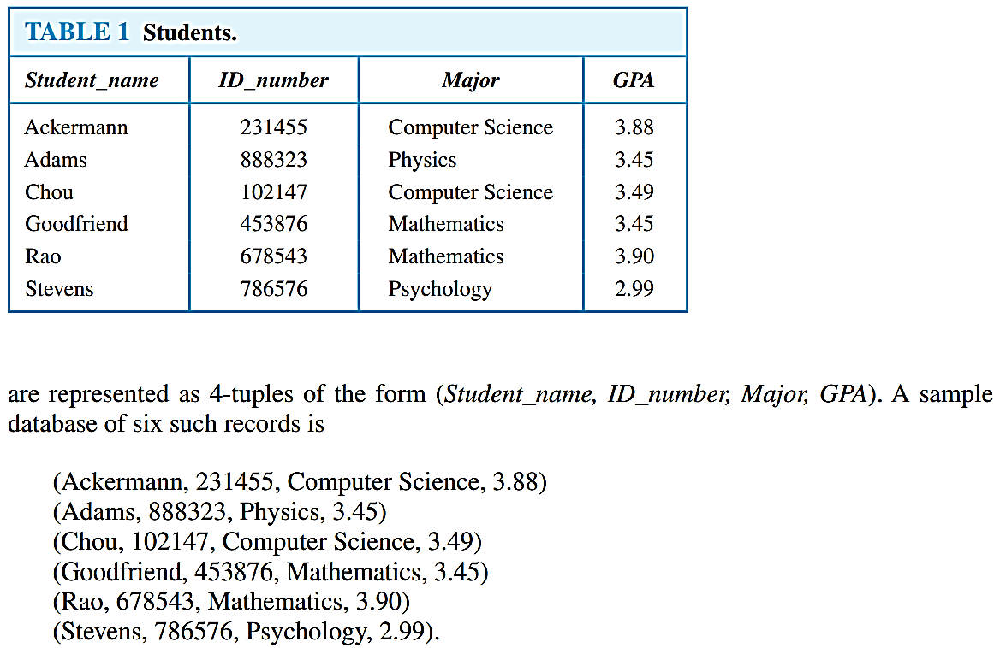 TABLE 1 Students.
Student_name ID_number Major GPA
Ackermann 231455 Computer Science 3.88
Adams 888323 Physics 3.45
Chou 102147 Computer Science 3.49
Goodfriend 453876 Mathematics 3.45
Rao 678543 Mathematics 3.90
Stevens 786576 Psychology 2.99
are represented as 4-tuples of the form (Student_name, ID_number, Major, GPA). A sample
database of six such records is
(Ackermann, 231455, Computer Science, 3.88)
(Adams, 888323, Physics, 3.45)
(Chou, 102147, Computer Science, 3.49)
(Goodfriend, 453876, Mathematics, 3.45)
(Rao, 678543, Mathematics, 3.90)
(Stevens, 786576, Psychology, 2.99).